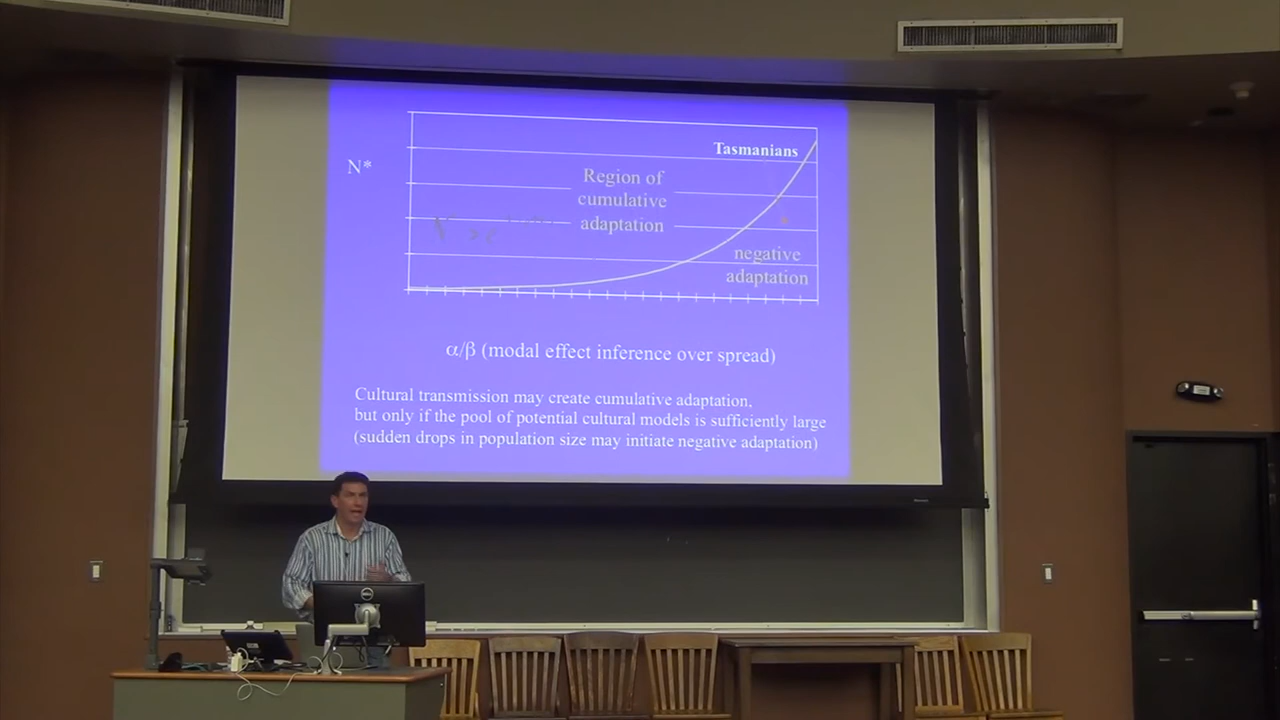 Tasmanians
N*
Region of
cumulative
adaptation
negative
adaptation
α/β (modal effect inference over spread)
Cultural transmission may create cumulative adaptation,
but only if the pool of potential cultural models is sufficiently large
(sudden drops in population size may initiate negative adaptation)
DELL